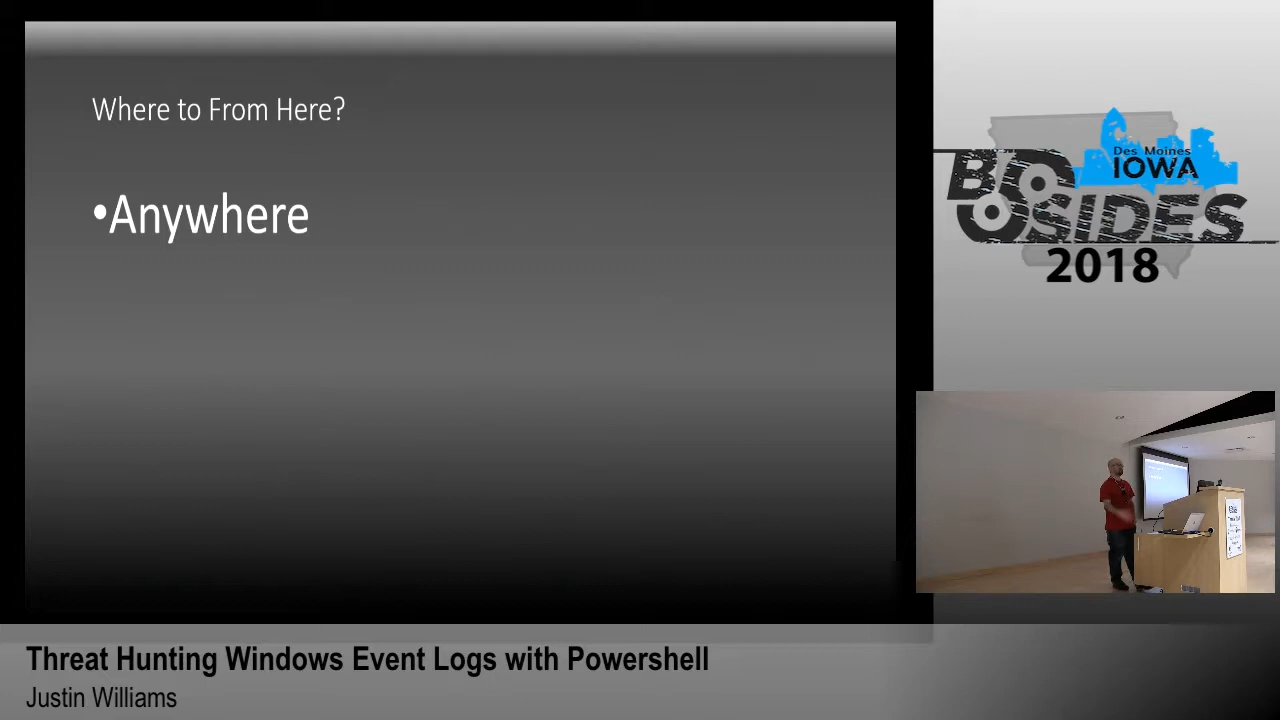 Where to From Here?
•Anywhere
Des Moines
IOWA
BSIDES
2018
Threat Hunting Windows Event Logs with Powershell
Justin Williams